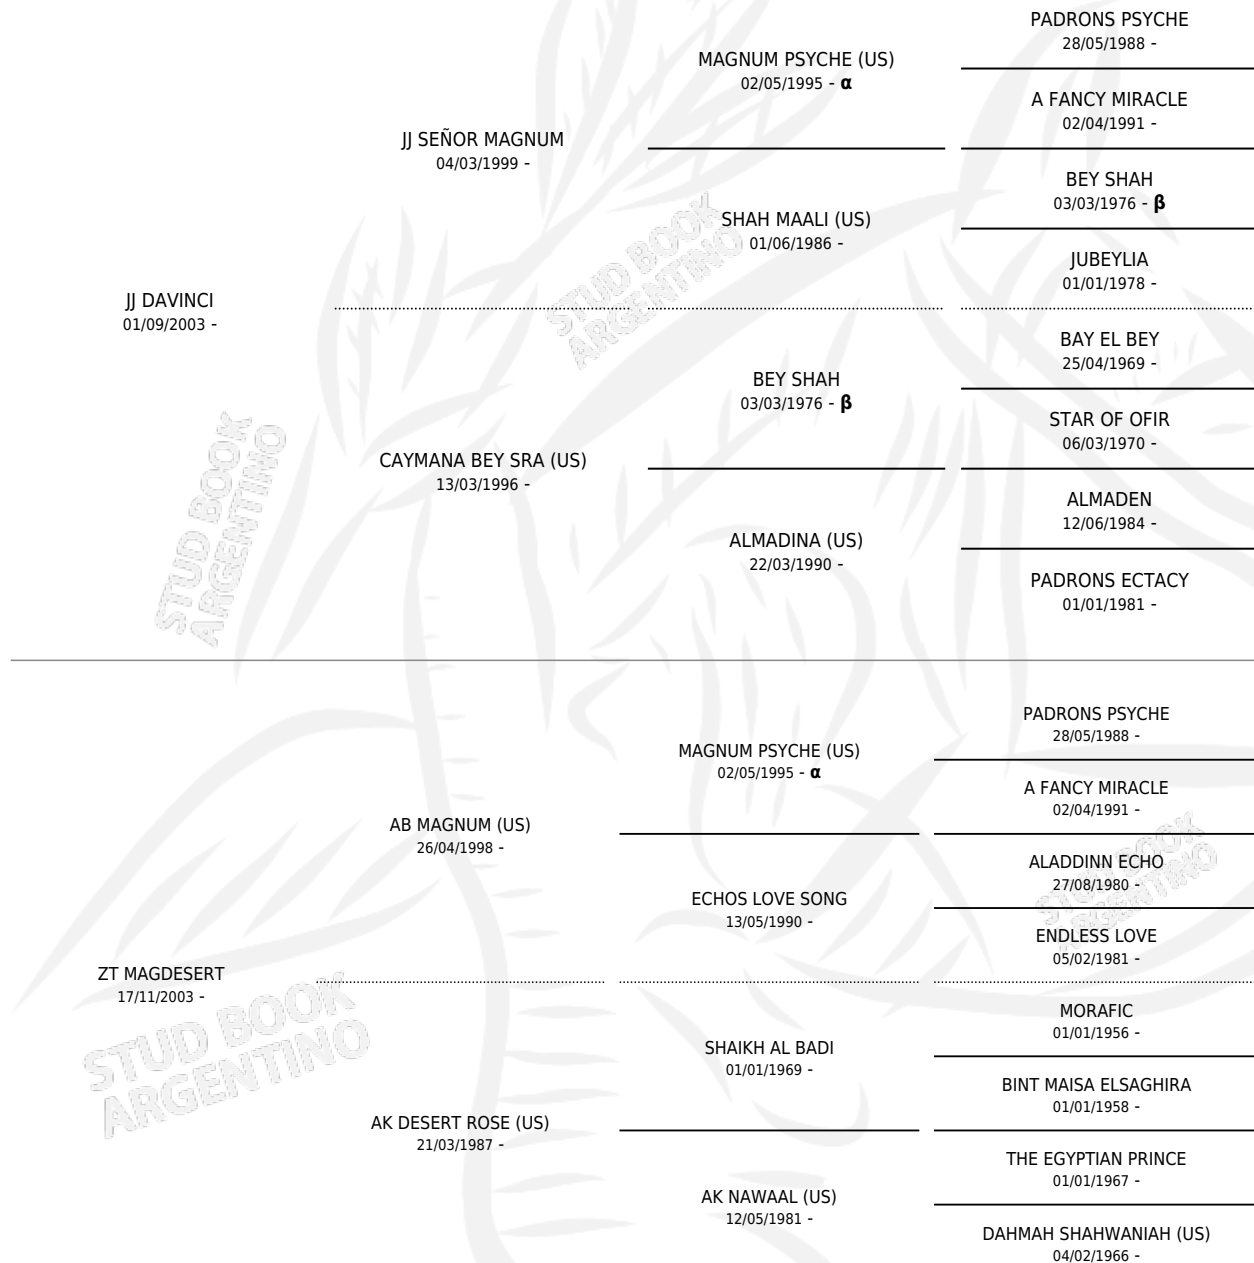 PADRONS PSYCHE
28/05/1988 -
MAGNUM PSYCHE (US)
02/05/1995 - α
A FANCY MIRACLE
02/04/1991 -
JJ SEÑOR MAGNUM
04/03/1999 -
BEY SHAH
03/03/1976 - β
SHAH MAALI (US)
01/06/1986 -
JUBEYLIA
01/01/1978 -
JJ DAVINCI
01/09/2003 -
BAY EL BEY
25/04/1969 -
BEY SHAH
03/03/1976 - β
STAR OF OFIR
06/03/1970 -
CAYMANA BEY SRA (US)
13/03/1996 -
ALMADEN
12/06/1984 -
ALMADINA (US)
22/03/1990 -
PADRONS ECTACY
01/01/1981 -
PADRONS PSYCHE
28/05/1988 -
MAGNUM PSYCHE (US)
02/05/1995 - α
A FANCY MIRACLE
02/04/1991 -
AB MAGNUM (US)
26/04/1998 -
ALADDINN ECHO
27/08/1980 -
ECHOS LOVE SONG
13/05/1990 -
ENDLESS LOVE
05/02/1981 -
ZT MAGDESERT
17/11/2003 -
MORAFIC
01/01/1956 -
SHAIKH AL BADI
01/01/1969 -
BINT MAISA ELSAGHIRA
01/01/1958 -
AK DESERT ROSE (US)
21/03/1987 -
THE EGYPTIAN PRINCE
01/01/1967 -
AK NAWAAL (US)
12/05/1981 -
DAHMAH SHAHWANIAH (US)
04/02/1966 -
STUD BOOK
ARGENTINO
STUD BOOK
ARGENTINO
STUD BOOK
ARGENTINO
STUD BOOK
ARGENTINO